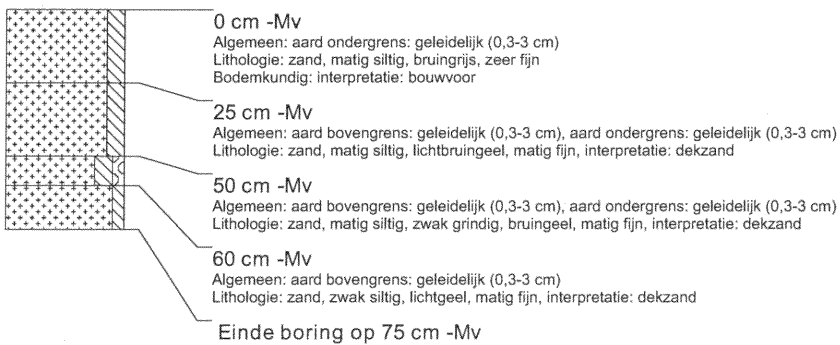 0 cm -Mv
Algemeen: aard ondergrens: geleidelijk (0,3-3 cm)
Lithologie: zand, matig siltig, bruingrijs, zeer fijn
Bodemkundig: interpretatie: bouwvoor
25 cm -Mv
Algemeen: aard bovengrens: geleidelijk (0,3-3 cm), aard ondergrens: geleidelijk (0,3-3 cm)
Lithologie: zand, matig siltig, lichtbruingeel, matig fijn, interpretatie: dekzand
50 cm -Mv
Algemeen: aard bovengrens: geleidelijk (0,3-3 cm), aard ondergrens: geleidelijk (0,3-3 cm)
Lithologie: zand, matig siltig, zwak grindig, bruingeel, matig fijn, interpretatie: dekzand
60 cm -Mv
Algemeen: aard bovengrens: geleidelijk (0,3-3 cm)
Lithologie: zand, zwak siltig, lichtgeel, matig fijn, interpretatie: dekzand
Einde boring op 75 cm -Mv